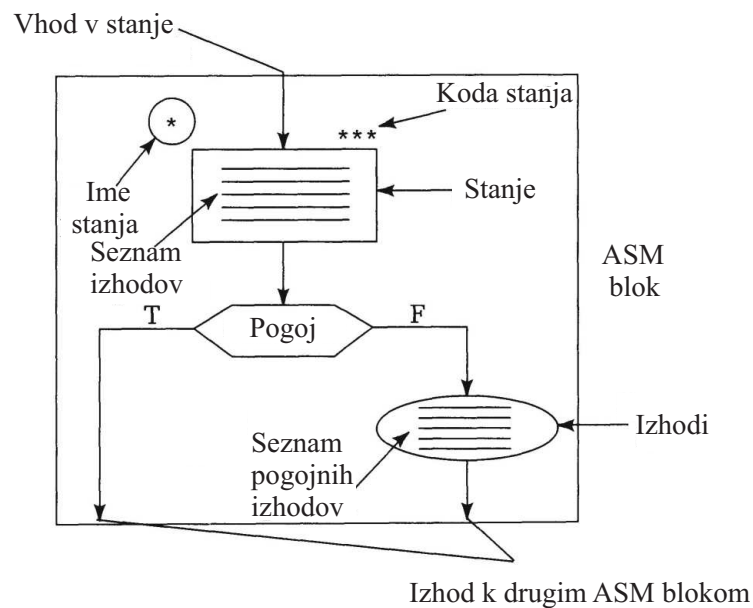 Vhod v stanje
Koda stanja
*
***
Ime
stanja
Stanje
Seznam
izhodov
ASM
blok
T
Pogoj
F
Izhodi
Seznam
pogojnih
izhodov
Izhod k drugim ASM blokom